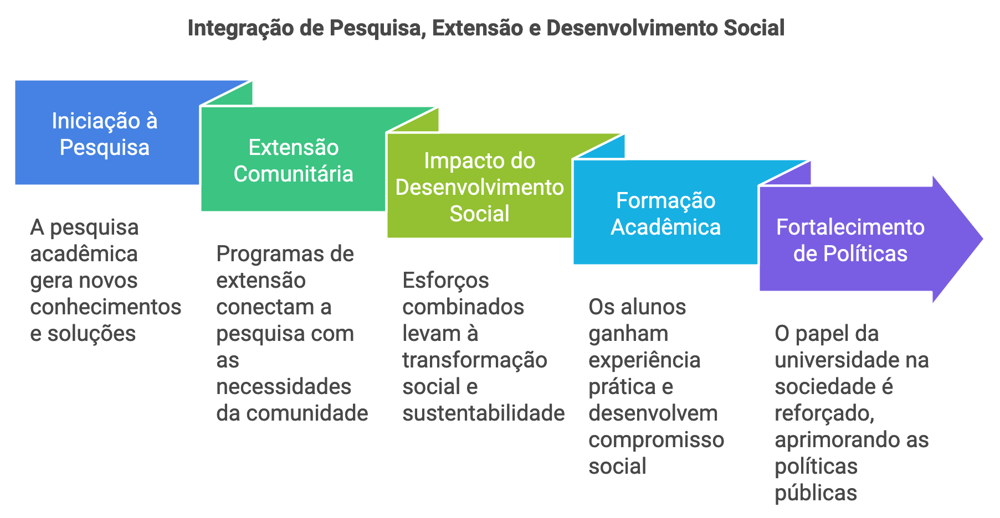 Integração de Pesquisa, Extensão e Desenvolvimento Social
Iniciação à
Pesquisa
A pesquisa
acadêmica
gera novos
conhecimentos
e soluções
Extensão
Comunitária
Programas de
extensão
conectam a
pesquisa com
as
necessidades
da comunidade
Impacto do
Desenvolvimento
Social
Esforços
combinados
levam à
transformação
social e
sustentabilidade
Formação
Acadêmica
Os alunos
ganham
experiência
prática e
desenvolvem
compromisso
social
Fortalecimento
de Políticas
O papel da
universidade na
sociedade é
reforçado,
aprimorando as
políticas
públicas